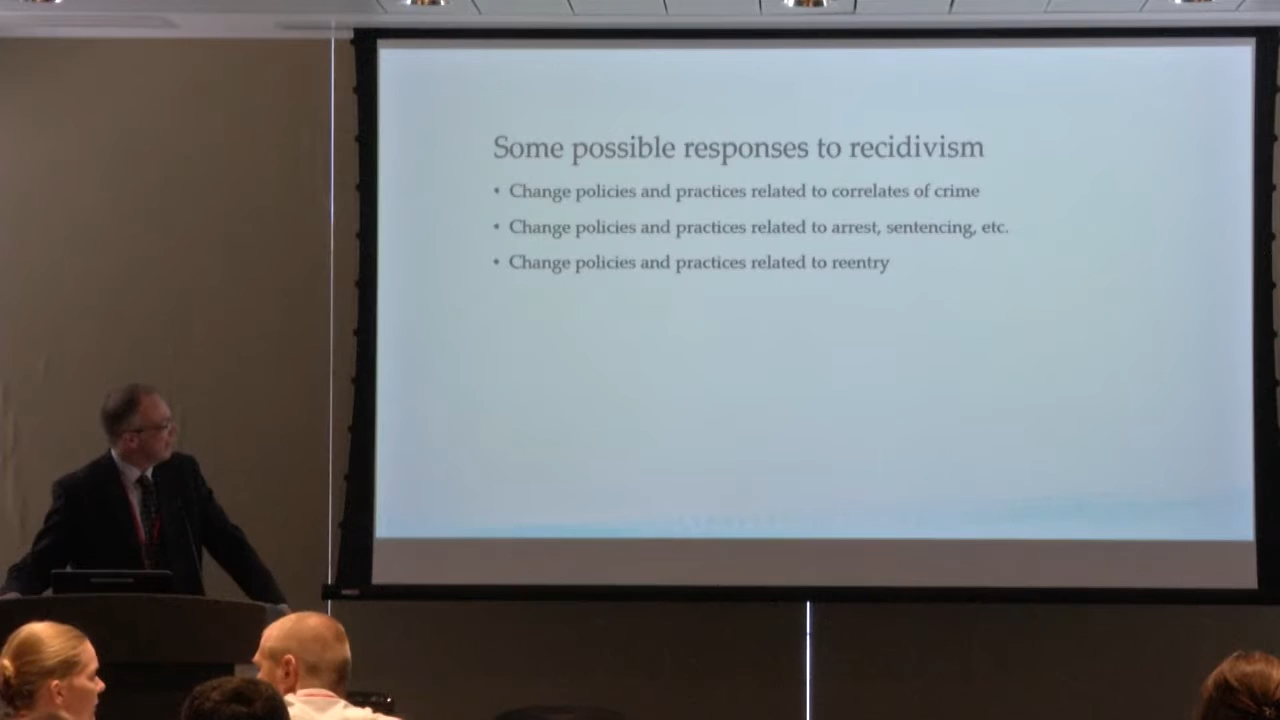 Some possible responses to recidivism
• Change policies and practices related to correlates of crime
• Change policies and practices related to arrest, sentencing, etc.
• Change policies and practices related to reentry